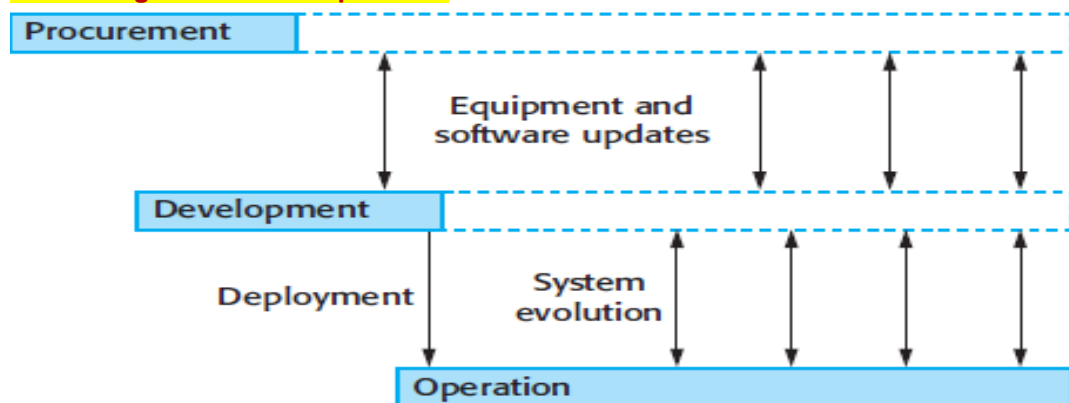 Procurement
Equipment and
software updates
Development
Deployment
System
evolution
Operation